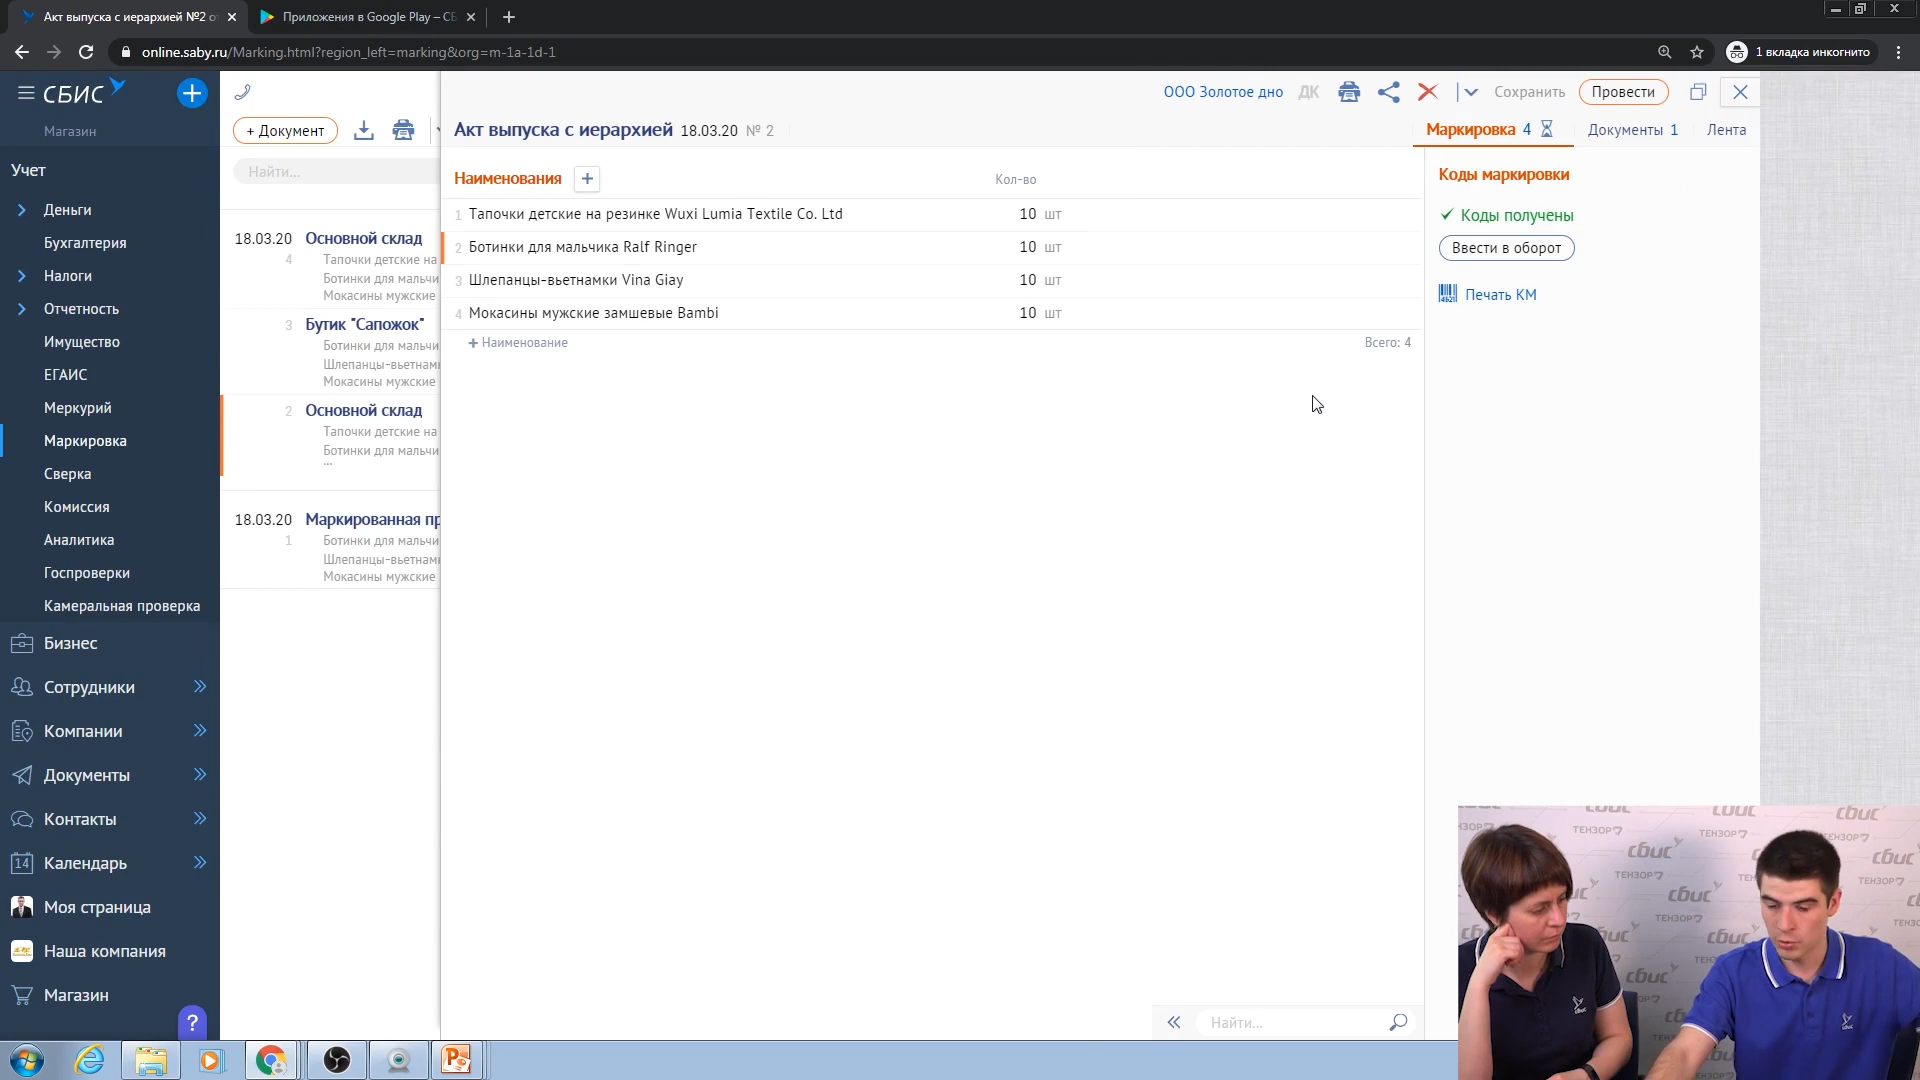 Акт выпуска с иерархией №2 от
Приложения в Google Play – СБ
online.saby.ru/Marking.html?region_left=marking&org=m-1a-1d-1
1 вкладка инкогнито
СБИС
Магазин
Учет
Деньги
Бухгалтерия
Налоги
Отчетность
Имущество
ЕГАИС
Меркурий
Маркировка
Сверка
Комиссия
Аналитика
Госпроверки
Камеральная проверка
Бизнес
Сотрудники
Компании
Документы
Контакты
14 Календарь
Моя страница
Наша компания
Магазин
?
+ Документ
Найти...
18.03.20 Основной склад
4 Тапочки детские на
Ботинки для мальчи
Мокасины мужские
3 Бутик "Сапожок"
Ботинки для мальчи
Шлепанцы-вьетнам
Мокасины мужские
2 Основной склад
Тапочки детские на
Ботинки для мальчи
...
18.03.20 Маркированная пр
1 Ботинки для мальчи
Шлепанцы-вьетнам
Мокасины мужские
ООО Золотое дно ДК Сохранить Провести
Акт выпуска с иерархией 18.03.20 № 2
Маркировка 4 Документы 1 Лента
Наименования + Кол-во
1 Тапочки детские на резинке Wuxi Lumia Textile Co. Ltd 10 шт
2 Ботинки для мальчика Ralf Ringer 10 шт
3 Шлепанцы-вьетнамки Vina Giay 10 шт
4 Мокасины мужские замшевые Bambi 10 шт
+ Наименование Всего: 4
Коды маркировки
Коды получены
Ввести в оборот
Печать КМ
Найти...
сбис
ТЕНЗОР